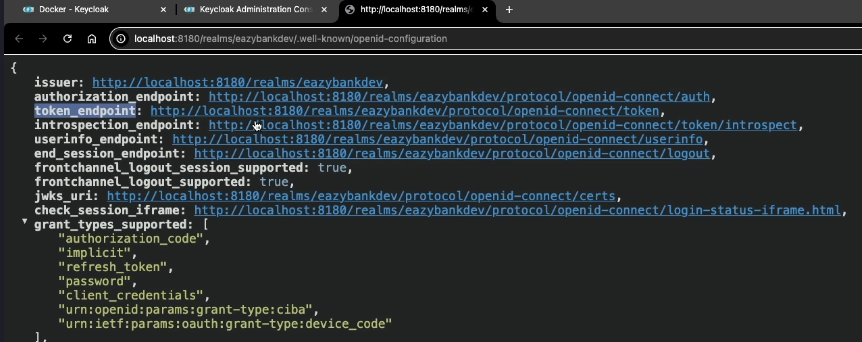 Docker - Keycloak
Keycloak Administration Cons
http://localhost:8180/realms/e
localhost:8180/realms/eazybankdev/.well-known/openid-configuration
{
issuer: http://localhost:8180/realms/eazybankdev,
authorization_endpoint: http://localhost:8180/realms/eazybankdev/protocol/openid-connect/auth,
token_endpoint: http://localhost:8180/realms/eazybankdev/protocol/openid-connect/token,
introspection_endpoint: http://localhost:8180/realms/eazybankdev/protocol/openid-connect/token/introspect,
userinfo_endpoint: http://localhost:8180/realms/eazybankdev/protocol/openid-connect/userinfo,
end_session_endpoint: http://localhost:8180/realms/eazybankdev/protocol/openid-connect/logout,
frontchannel_logout_session_supported: true,
frontchannel_logout_supported: true,
jwks_uri: http://localhost:8180/realms/eazybankdev/protocol/openid-connect/certs,
check_session_iframe: http://localhost:8180/realms/eazybankdev/protocol/openid-connect/login-status-iframe.html,
grant_types_supported: [
"authorization_code",
"implicit",
"refresh_token",
"password",
"client_credentials",
"urn:openid:params:grant-type:ciba",
"urn:ietf:params:oauth:grant-type:device_code"
],